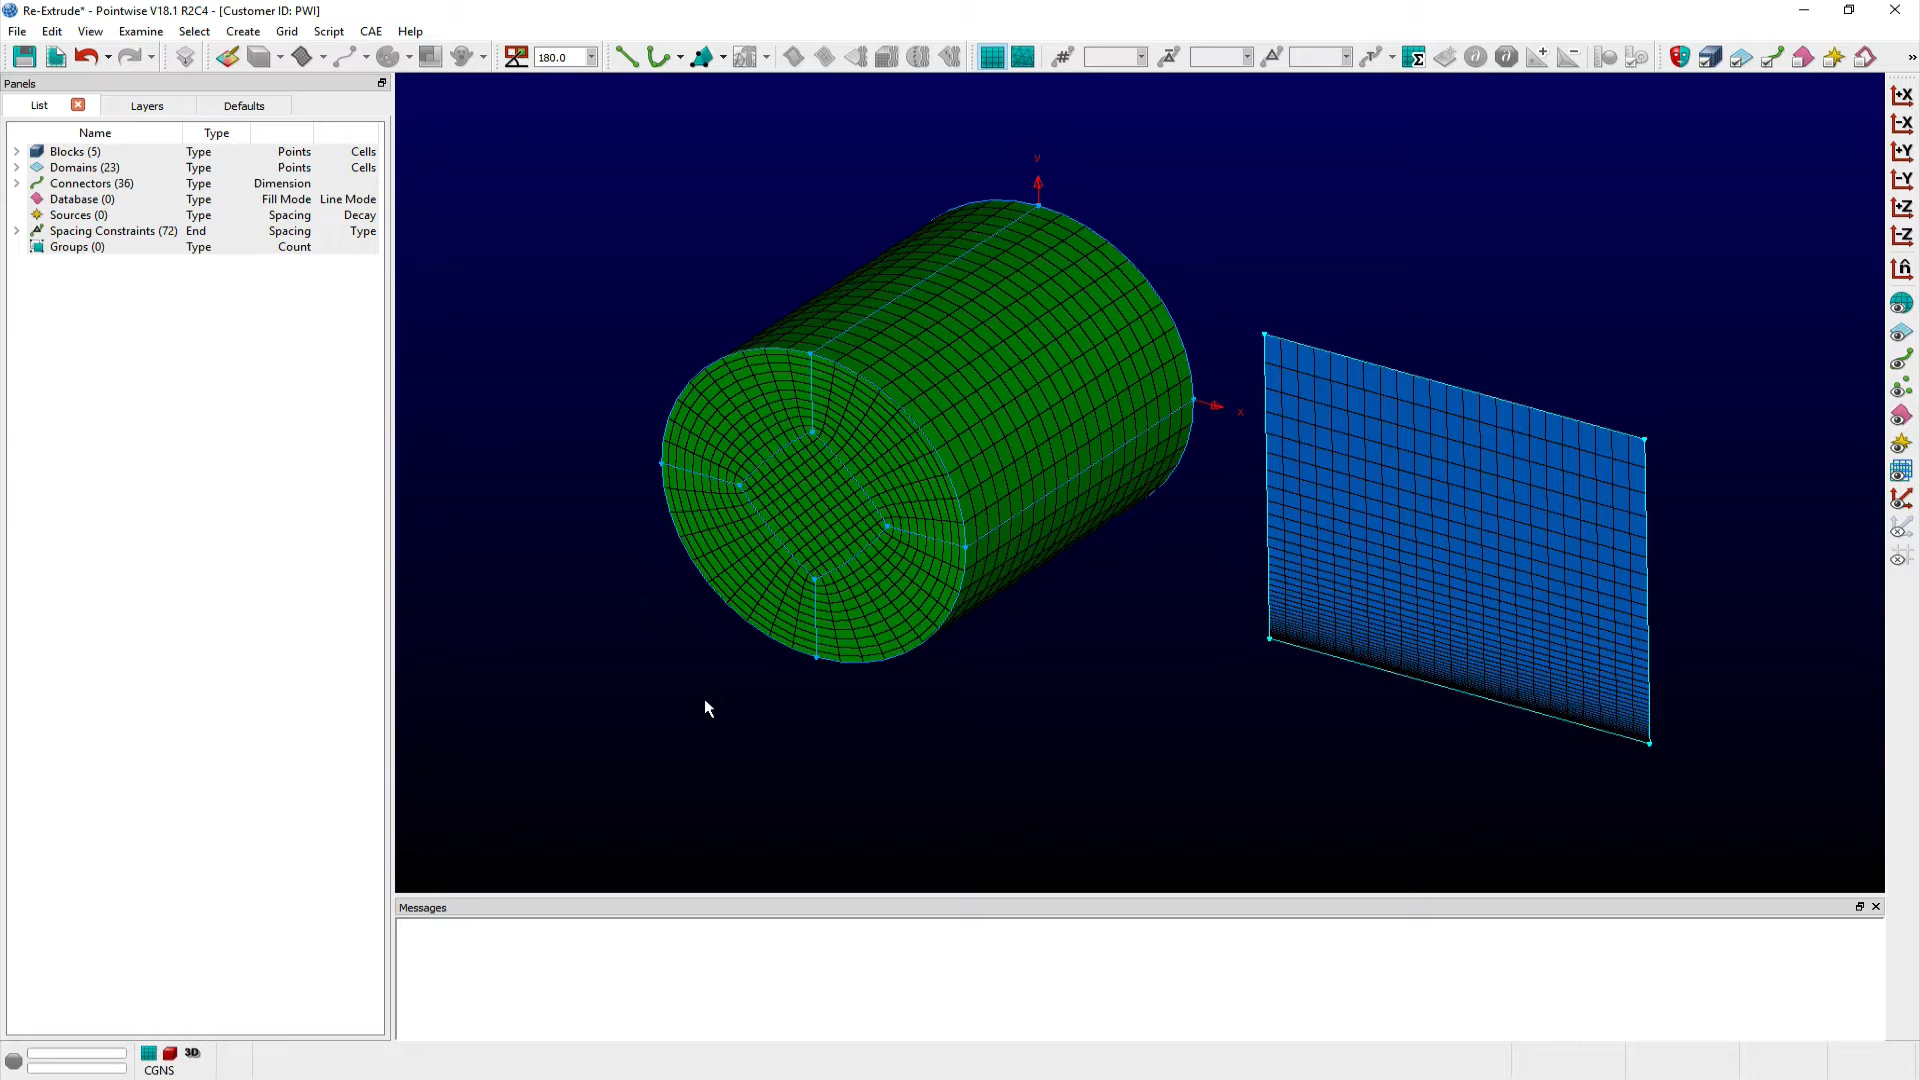 Re-Extrude* - Pointwise V18.1 R2C4 - [Customer ID: PWI]
File Edit View Examine Select Create Grid Script CAE Help
180.0
Panels
List Layers Defaults
Name Type
Blocks (5) Type Points Cells
Domains (23) Type Points Cells
Connectors (36) Type Dimension
Database (0) Type Fill Mode Line Mode
Sources (0) Type Spacing Decay
Spacing Constraints (72) End Spacing Type
Groups (0) Type Count
y
x
+X
-X
+Y
-Y
+Z
-Z
n̂
Messages
3D
CGNS